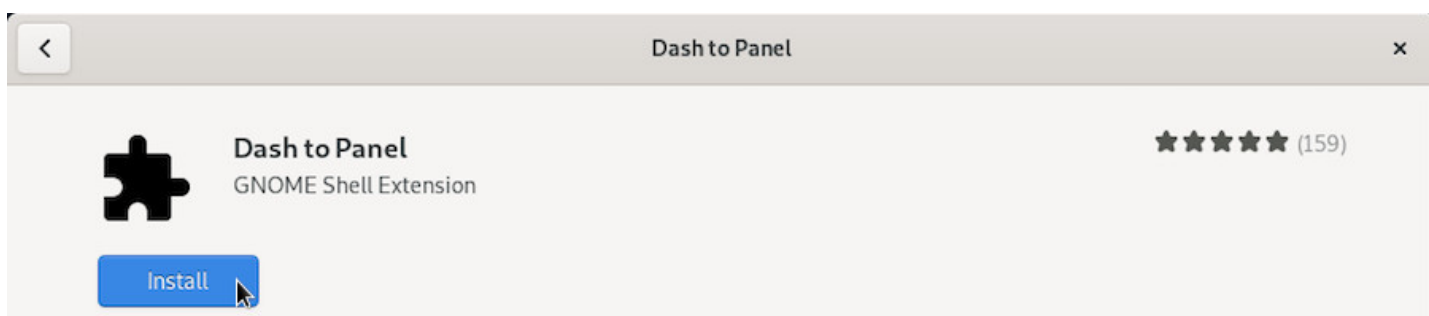 Dash to Panel
Dash to Panel
(159)
GNOME Shell Extension
Install